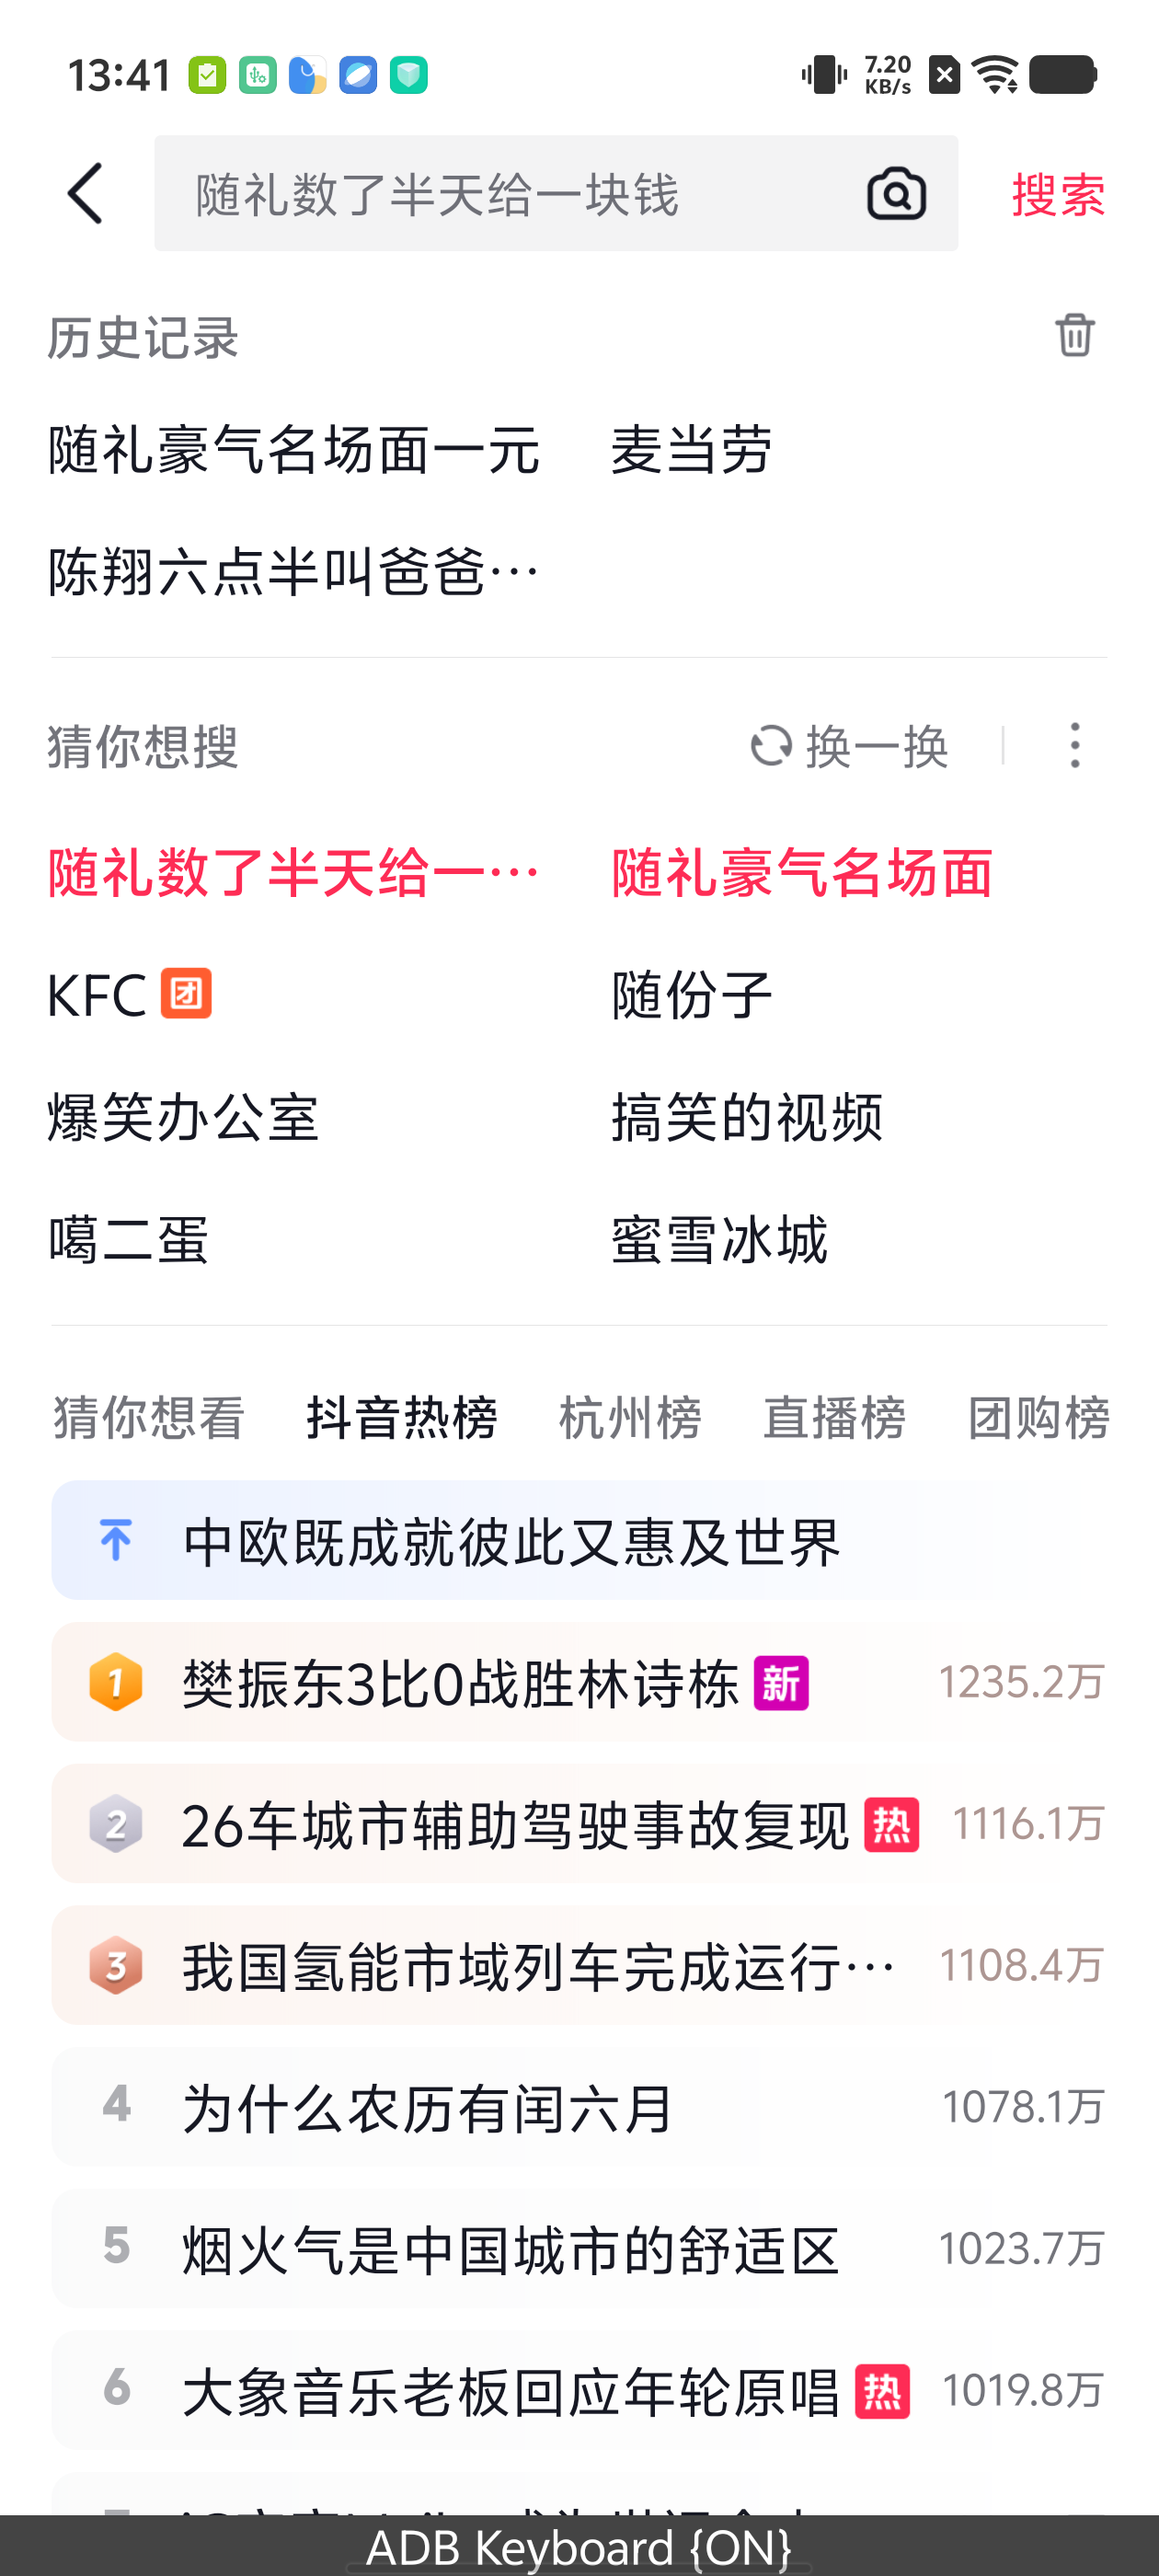 13:41
7.20
KB/s
随礼数了半天给一块钱
搜索
历史记录
随礼豪气名场面一元
麦当劳
陈翔六点半叫爸爸…
猜你想搜
换一换
随礼数了半天给一…
随礼豪气名场面
KFC 团
随份子
爆笑办公室
搞笑的视频
噶二蛋
蜜雪冰城
猜你想看 抖音热榜 杭州榜 直播榜 团购榜
中欧既成就彼此又惠及世界
1 樊振东3比0战胜林诗栋 新 1235.2万
2 26车城市辅助驾驶事故复现 热 1116.1万
3 我国氢能市域列车完成运行… 1108.4万
4 为什么农历有闰六月 1078.1万
5 烟火气是中国城市的舒适区 1023.7万
6 大象音乐老板回应年轮原唱 热 1019.8万
ADB Keyboard {ON}